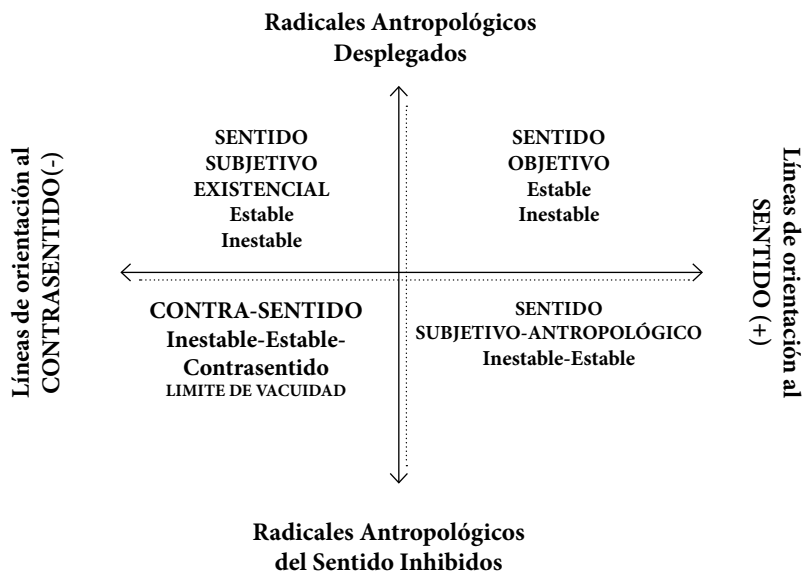 Radicales Antropológicos
Desplegados
Líneas de orientación al
CONTRASENTIDO(-)
SENTIDO
SUBJETIVO
EXISTENCIAL
Estable
Inestable
SENTIDO
OBJETIVO
Estable
Inestable
Líneas de orientación al
SENTIDO (+)
CONTRA-SENTIDO
Inestable-Estable-
Contrasentido
LIMITE DE VACUIDAD
SENTIDO
SUBJETIVO-ANTROPOLÓGICO
Inestable-Estable
Radicales Antropológicos
del Sentido Inhibidos